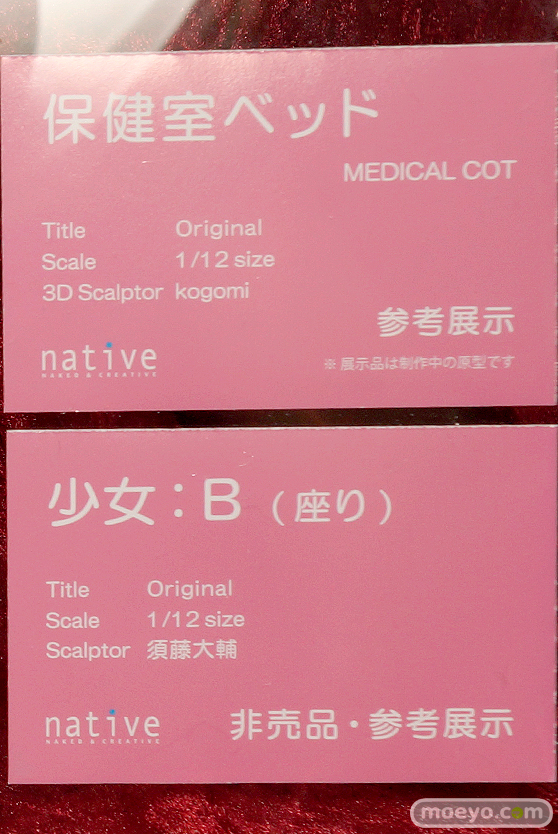 保健室ベッド
MEDICAL COT
Title Original
Scale 1/12 size
3D Scalptor kogomi
参考展示
native
NAKED & CREATIVE
※ 展示品は制作中の原型です
少女：B （座り）
Title Original
Scale 1/12 size
Scalptor 須藤大輔
native
NAKED & CREATIVE
非売品・参考展示
moeyo.com